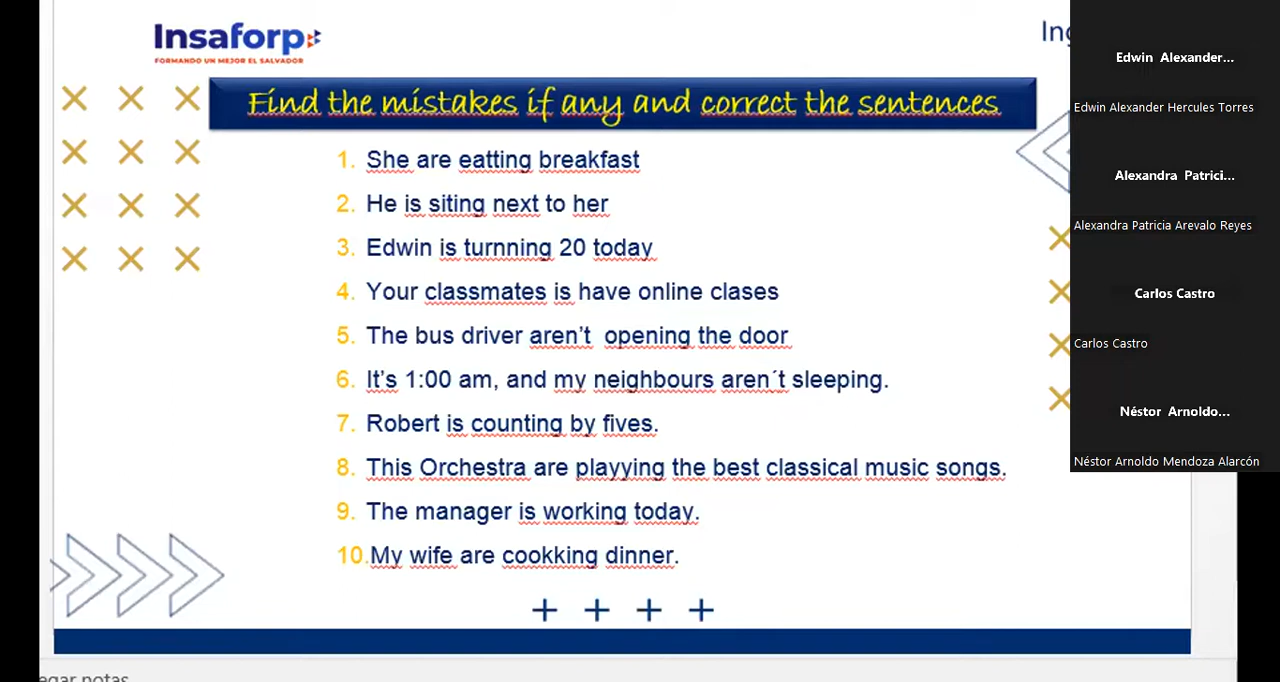 Insaforp
FORMANDO UN MEJOR EL SALVADOR
Find the mistakes if any and correct the sentences
1. She are eatting breakfast
2. He is siting next to her
3. Edwin is turnning 20 today
4. Your classmates is have online clases
5. The bus driver aren't opening the door
6. It's 1:00 am, and my neighbours aren´t sleeping.
7. Robert is counting by fives.
8. This Orchestra are playying the best classical music songs.
9. The manager is working today.
10. My wife are cookking dinner.
Edwin Alexander...
Edwin Alexander Hercules Torres
Alexandra Patrici...
Alexandra Patricia Arevalo Reyes
Carlos Castro
Carlos Castro
Néstor Arnoldo...
Néstor Arnoldo Mendoza Alarcón